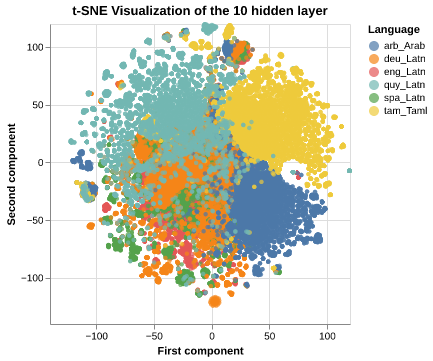 t-SNE Visualization of the 10 hidden layer
Language
arb_Arab
deu_Latn
eng_Latn
quy_Latn
spa_Latn
tam_Taml
Second component
100
50
0
−50
−100
−100
−50
0
50
100
First component